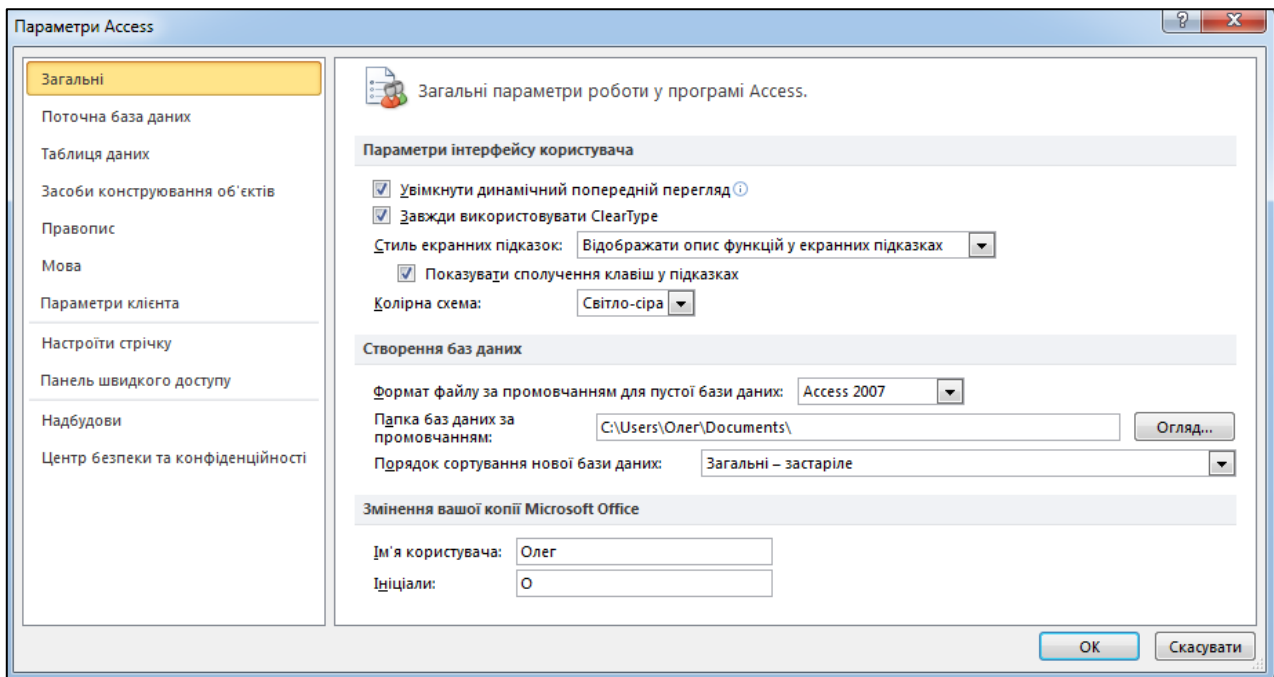 Параметри Access
Загальні
Поточна база даних
Таблиця даних
Засоби конструювання об'єктів
Правопис
Мова
Параметри клієнта
Настроїти стрічку
Панель швидкого доступу
Надбудови
Центр безпеки та конфіденційності
Загальні параметри роботи у програмі Access.
Параметри інтерфейсу користувача
Увімкнути динамічний попередній перегляд
Завжди використовувати ClearType
Стиль екранних підказок: Відображати опис функцій у екранних підказках
Показувати сполучення клавіш у підказках
Колірна схема: Світло-сіра
Створення баз даних
Формат файлу за промовчанням для пустої бази даних: Access 2007
Папка баз даних за
промовчанням: C:\Users\Олег\Documents\ Огляд...
Порядок сортування нової бази даних: Загальні – застаріле
Змінення вашої копії Microsoft Office
Ім'я користувача: Олег
Ініціали: О
ОК Скасувати